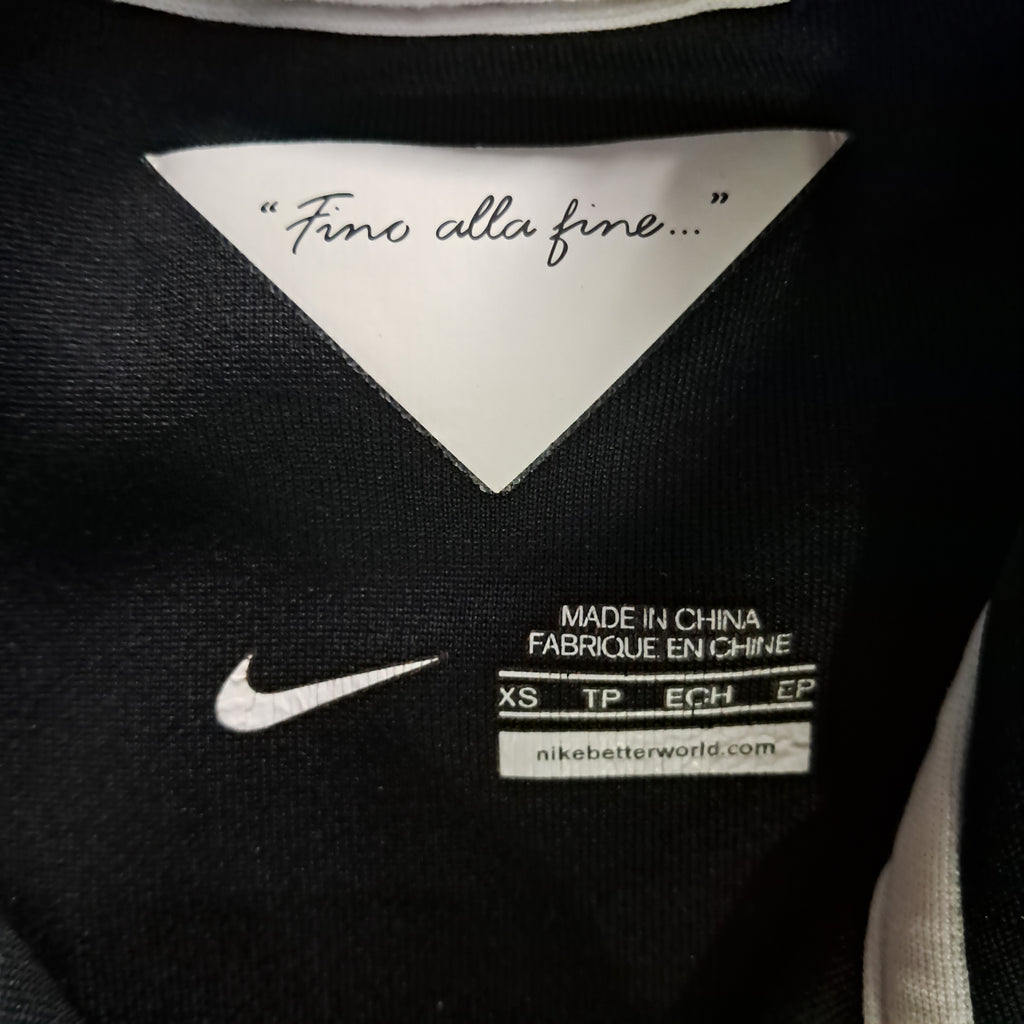 “Fino alla fine...”
MADE IN CHINA
FABRIQUE EN CHINE
XS TP ECH EP
nikebetterworld.com